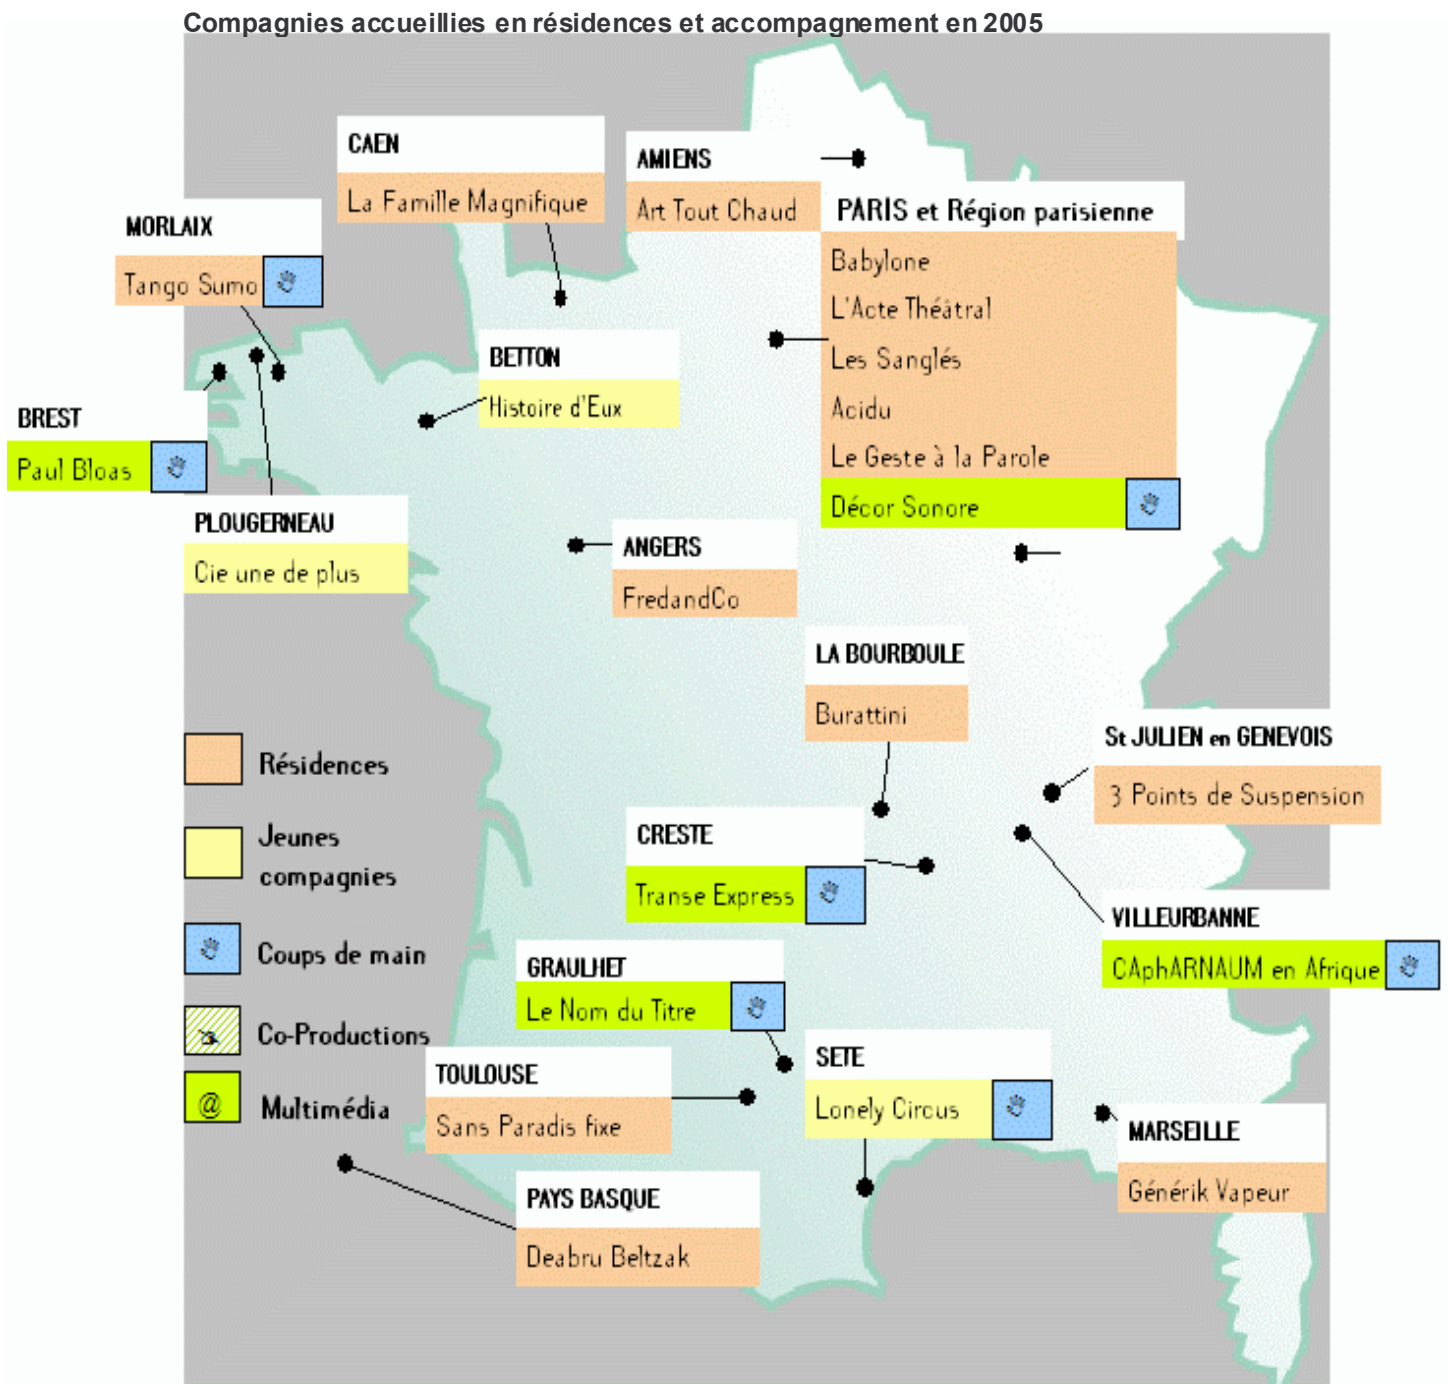 Compagnies accueillies en résidences et accompagnement en 2005
CAEN
La Famille Magnifique
AMIENS
Art Tout Chaud
PARIS et Région parisienne
Babylone
L'Acte Théâtral
Les Sanglés
Acidu
Le Geste à la Parole
Décor Sonore
MORLAIX
Tango Sumo
BETTON
Histoire d'Eux
BREST
Paul Bloas
PLOUGERNEAU
Cie une de plus
ANGERS
FredandCo
LA BOURBOULE
Burattini
St JULIEN en GENEVOIS
3 Points de Suspension
CRESTE
Transe Express
VILLEURBANNE
CAphARNAUM en Afrique
GRAULHET
Le Nom du Titre
SETE
Lonely Circus
TOULOUSE
Sans Paradis fixe
MARSEILLE
Générik Vapeur
PAYS BASQUE
Deabru Beltzak
Résidences
Jeunes
compagnies
Coups de main
Co-Productions
@ Multimédia